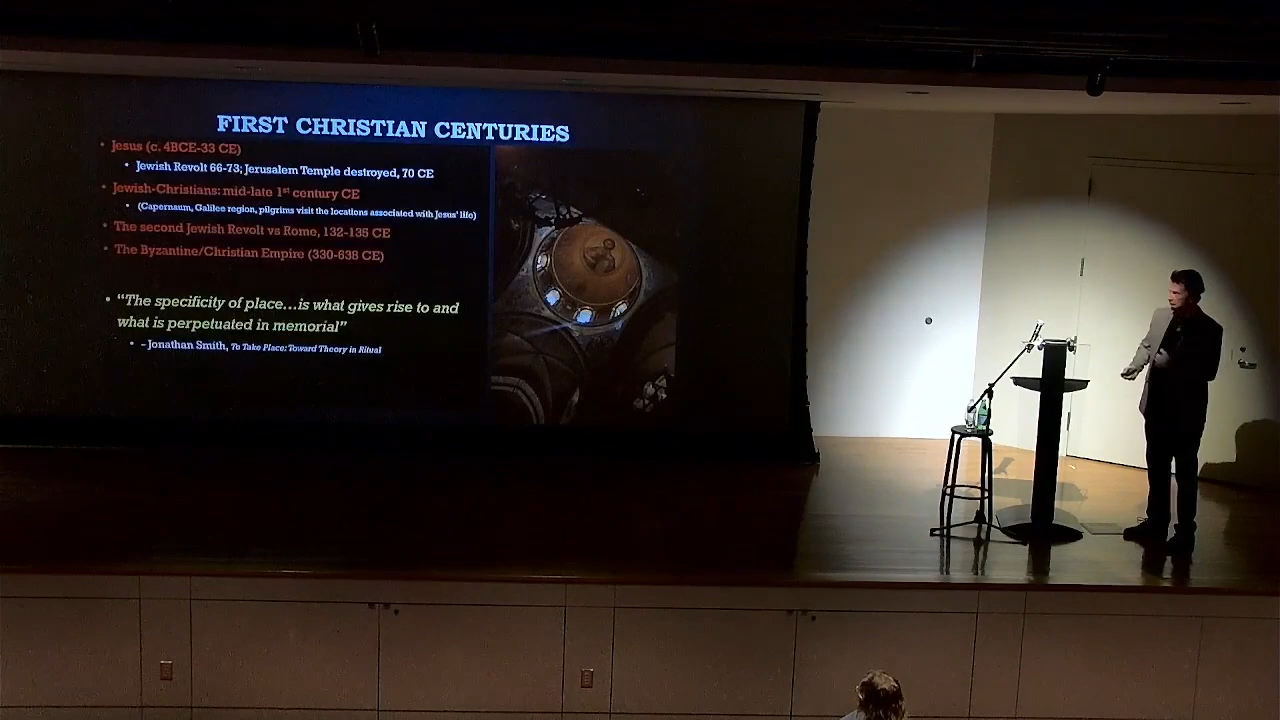 FIRST CHRISTIAN CENTURIES
• Jesus (c. 4BCE-33 CE)
• Jewish Revolt 66-73; Jerusalem Temple destroyed, 70 CE
• Jewish-Christians: mid-late 1st century CE
• (Capernaum, Galilee region, pilgrims visit the locations associated with Jesus' life)
• The second Jewish Revolt vs Rome, 132-135 CE
• The Byzantine/Christian Empire (330-638 CE)
• “The specificity of place…is what gives rise to and
what is perpetuated in memorial”
• – Jonathan Smith, To Take Place: Toward Theory in Ritual